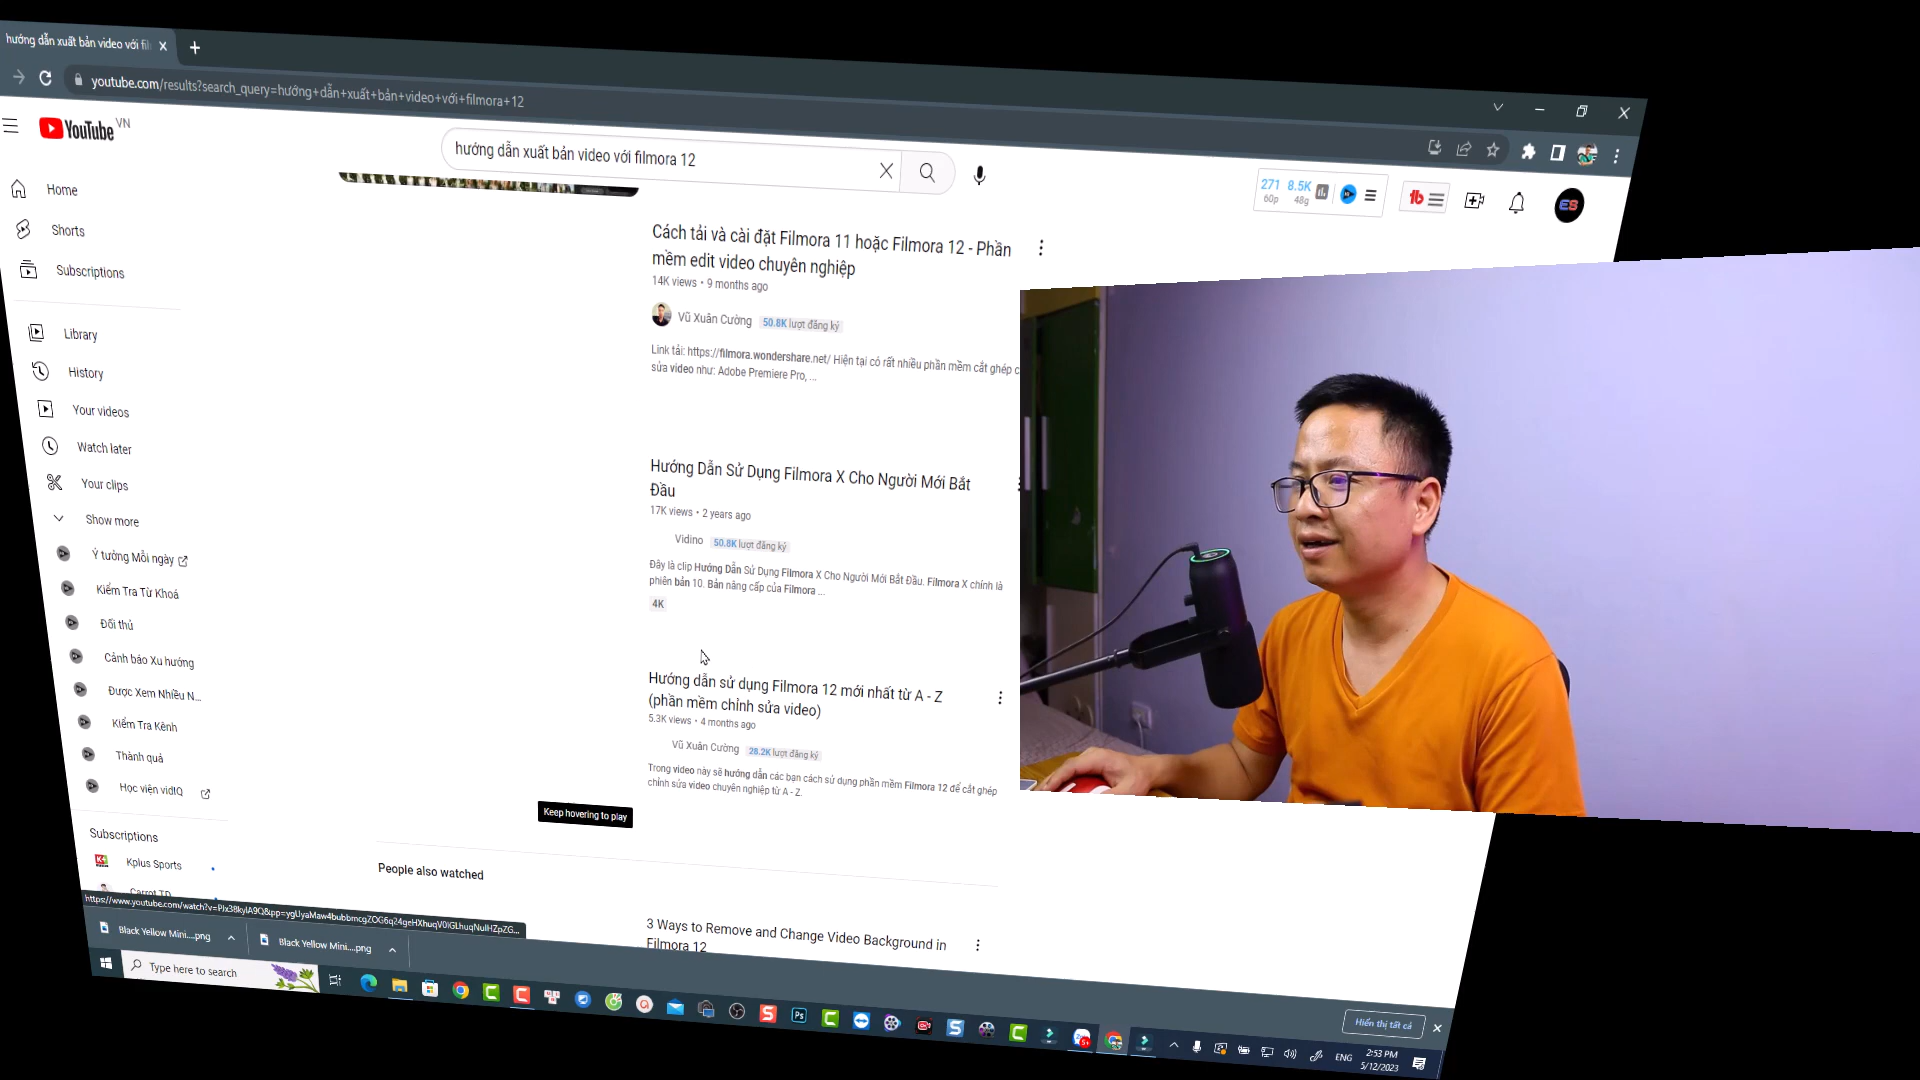 hướng dẫn xuất bản video với fil
youtube.com/results?search_query=hướng+dẫn+xuất+bản+video+với+filmora+12
YouTube VN
hướng dẫn xuất bản video với filmora 12
271 8.5K
60p 48g
Home
Shorts
Subscriptions
Library
History
Your videos
Watch later
Your clips
Show more
Ý tưởng Mỗi ngày
Kiểm Tra Từ Khoá
Đối thủ
Cảnh báo Xu hướng
Được Xem Nhiều N...
Kiểm Tra Kênh
Thành quả
Học viện vidIQ
Subscriptions
Kplus Sports
Carrot TD
Cách tải và cài đặt Filmora 11 hoặc Filmora 12 - Phần
mềm edit video chuyên nghiệp
14K views • 9 months ago
Vũ Xuân Cường 50.8K lượt đăng ký
Link tải: https://filmora.wondershare.net/ Hiện tại có rất nhiều phần mềm cắt ghép c
sửa video như: Adobe Premiere Pro, ...
Hướng Dẫn Sử Dụng Filmora X Cho Người Mới Bắt
Đầu
17K views • 2 years ago
Vidino 50.8K lượt đăng ký
Đây là clip Hướng Dẫn Sử Dụng Filmora X Cho Người Mới Bắt Đầu. Filmora X chính là
phiên bản 10. Bản nâng cấp của Filmora ...
4K
Hướng dẫn sử dụng Filmora 12 mới nhất từ A - Z
(phần mềm chỉnh sửa video)
5.3K views • 4 months ago
Vũ Xuân Cường 28.2K lượt đăng ký
Trong video này sẽ hướng dẫn các bạn cách sử dụng phần mềm Filmora 12 để cắt ghép
chỉnh sửa video chuyên nghiệp từ A - Z.
Keep hovering to play
People also watched
3 Ways to Remove and Change Video Background in
Filmora 12
Black Yellow Mini....png
Black Yellow Mini....png
Hiển thị tất cả
Type here to search
ENG
2:53 PM
5/12/2023